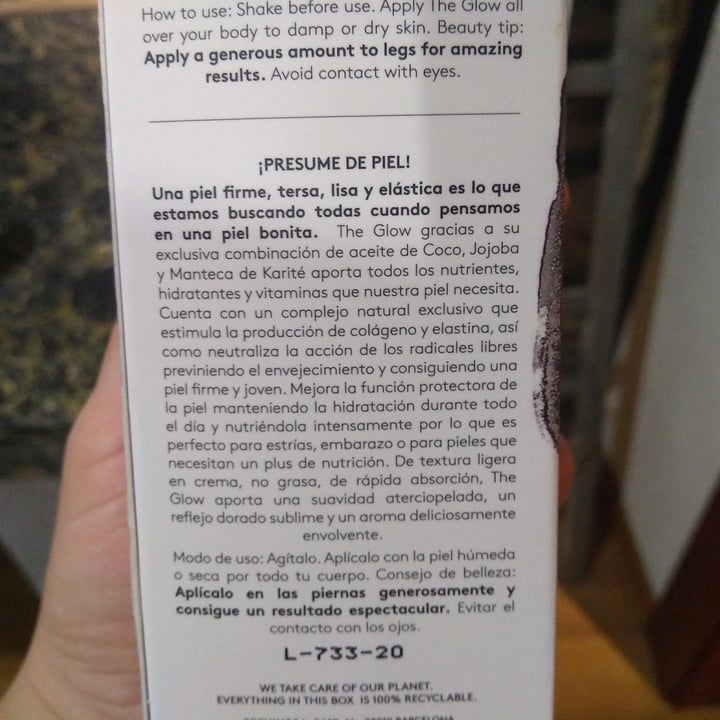 How to use: Shake before use. Apply The Glow all
over your body to damp or dry skin. Beauty tip:
Apply a generous amount to legs for amazing
results. Avoid contact with eyes.
¡PRESUME DE PIEL!
Una piel firme, tersa, lisa y elástica es lo que
estamos buscando todas cuando pensamos
en una piel bonita. The Glow gracias a su
exclusiva combinación de aceite de Coco, Jojoba
y Manteca de Karité aporta todos los nutrientes,
hidratantes y vitaminas que nuestra piel necesita.
Cuenta con un complejo natural exclusivo que
estimula la producción de colágeno y elastina, así
como neutraliza la acción de los radicales libres
previniendo el envejecimiento y consiguiendo una
piel firme y joven. Mejora la función protectora de
la piel manteniendo la hidratación durante todo
el día y nutriéndola intensamente por lo que es
perfecto para estrías, embarazo o para pieles que
necesitan un plus de nutrición. De textura ligera
en crema, no grasa, de rápida absorción, The
Glow aporta una suavidad aterciopelada, un
reflejo dorado sublime y un aroma deliciosamente
envolvente.
Modo de uso: Agítalo. Aplícalo con la piel húmeda
o seca por todo tu cuerpo. Consejo de belleza:
Aplícalo en las piernas generosamente y
consigue un resultado espectacular. Evitar el
contacto con los ojos.
L-733-20
WE TAKE CARE OF OUR PLANET.
EVERYTHING IN THIS BOX IS 100% RECYCLABLE.
BARCELONA